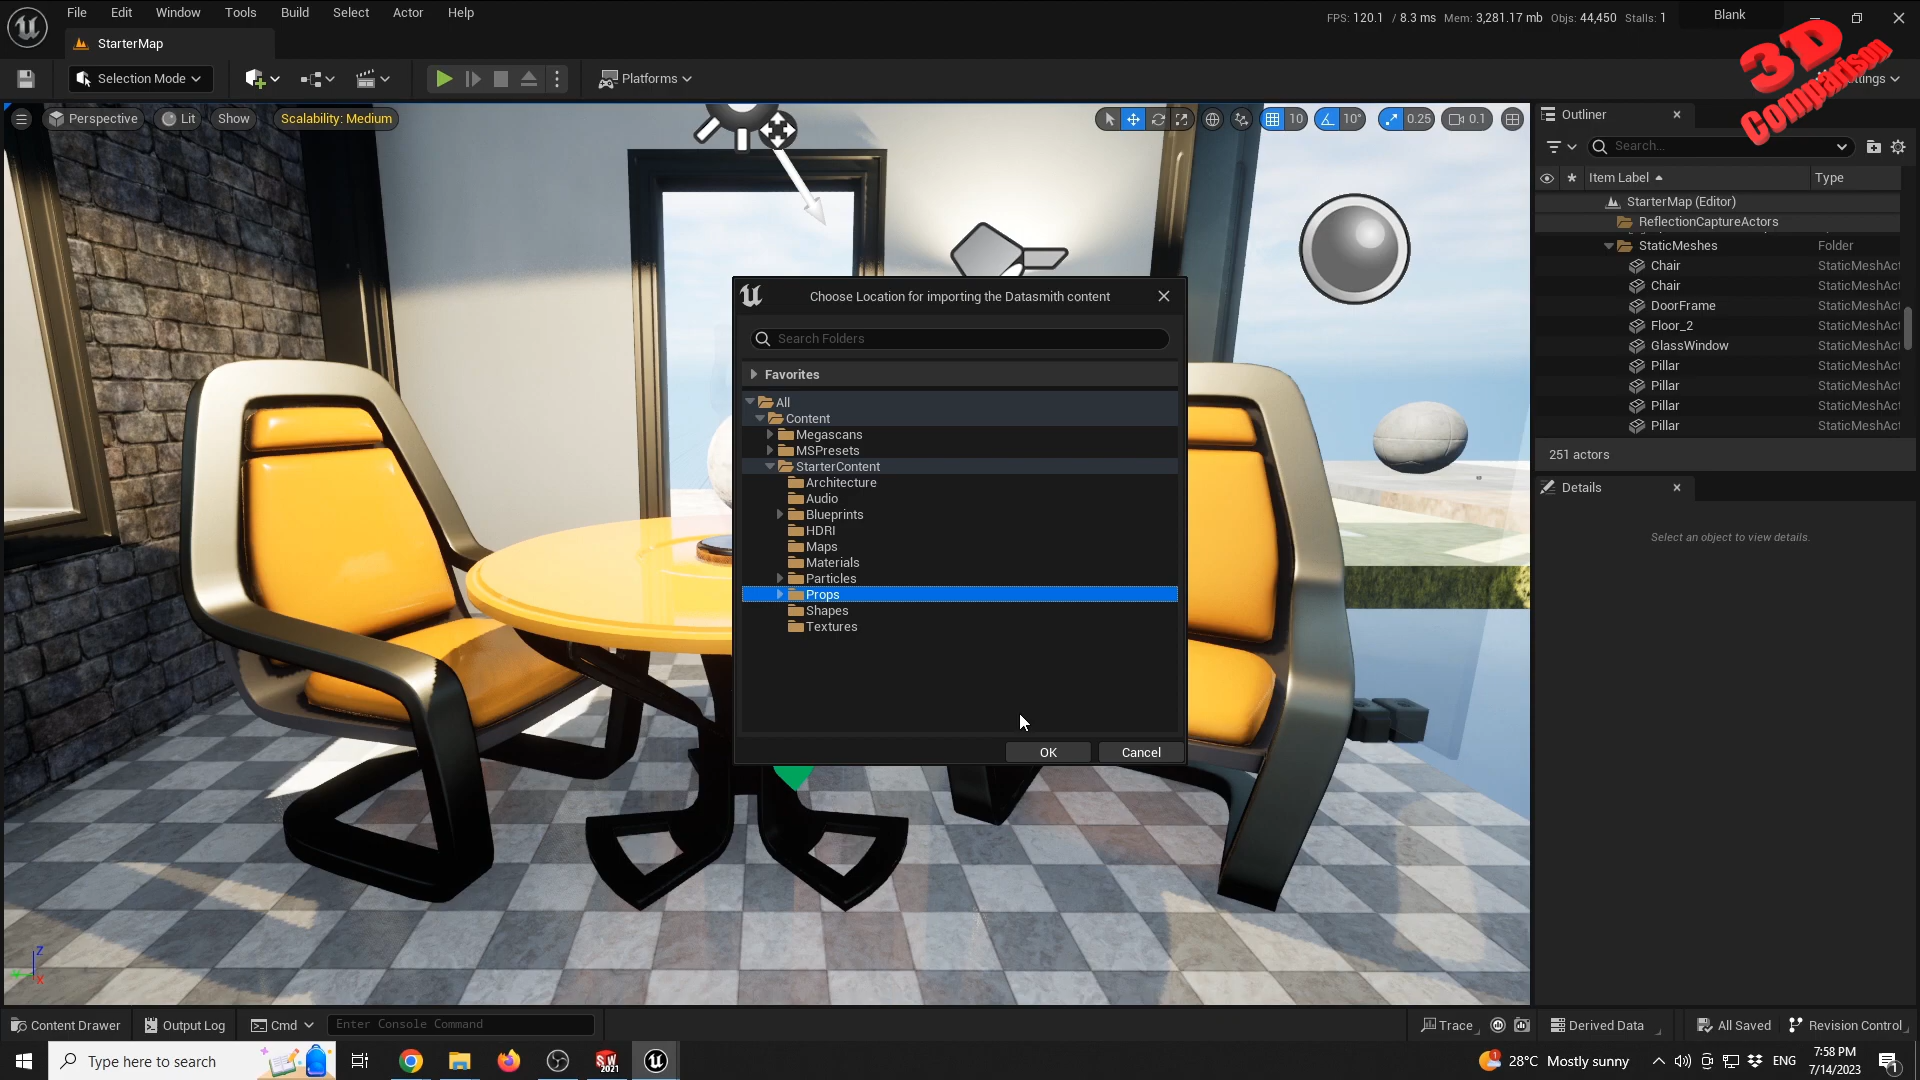 File Edit Window Tools Build Select Actor Help
FPS: 120.1 / 8.3 ms Mem: 3,281.17 mb Objs: 44,450 Stalls: 1 Blank
StarterMap
Selection Mode Platforms
3D Comparison
Perspective Lit Show Scalability: Medium
10 10° 0.25 0.1
Outliner
Search...
Item Label Type
StarterMap (Editor)
ReflectionCaptureActors
StaticMeshes Folder
Chair StaticMeshAct
Chair StaticMeshAct
DoorFrame StaticMeshAct
Floor_2 StaticMeshAct
GlassWindow StaticMeshAct
Pillar StaticMeshAct
Pillar StaticMeshAct
Pillar StaticMeshAct
Pillar StaticMeshAct
251 actors
Details
Select an object to view details.
Choose Location for importing the Datasmith content
Search Folders
Favorites
All
Content
Megascans
MSPresets
StarterContent
Architecture
Audio
Blueprints
HDRI
Maps
Materials
Particles
Props
Shapes
Textures
OK Cancel
Z
X
Content Drawer Output Log Cmd Enter Console Command
Trace Derived Data All Saved Revision Control
Type here to search
SW 2021
28°C Mostly sunny
ENG
7:58 PM
7/14/2023
1